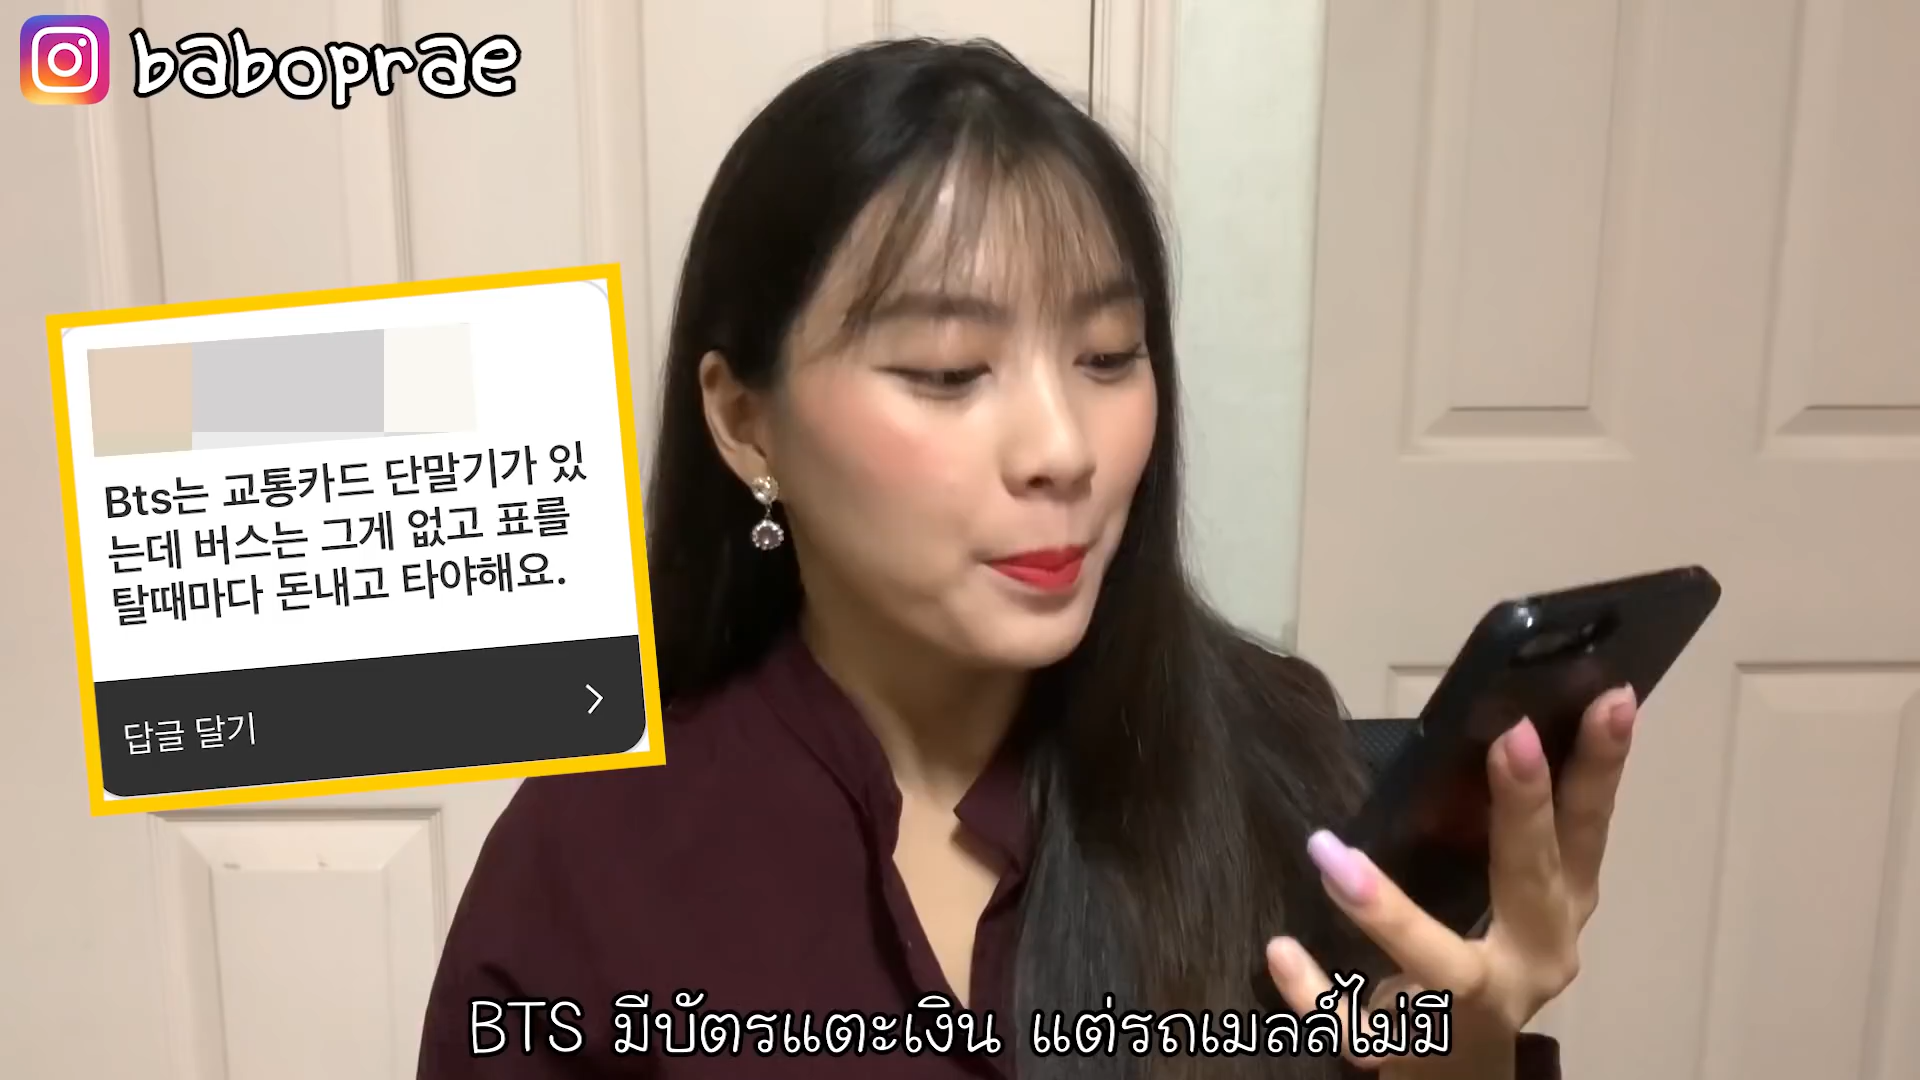 baboprae
Bts는 교통카드 단말기가 있
는데 버스는 그게 없고 표를
탈때마다 돈내고 타야해요.
답글 달기
BTS มีบัตรแตะเงิน แต่รถเมลล์ไม่มี